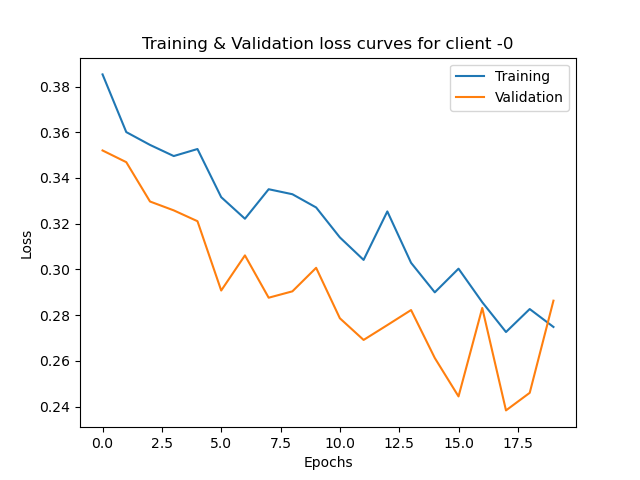 Training & Validation loss curves for client -0
Training
Validation
0.38
0.36
0.34
0.32
0.30
0.28
0.26
0.24
Loss
0.0 2.5 5.0 7.5 10.0 12.5 15.0 17.5
Epochs